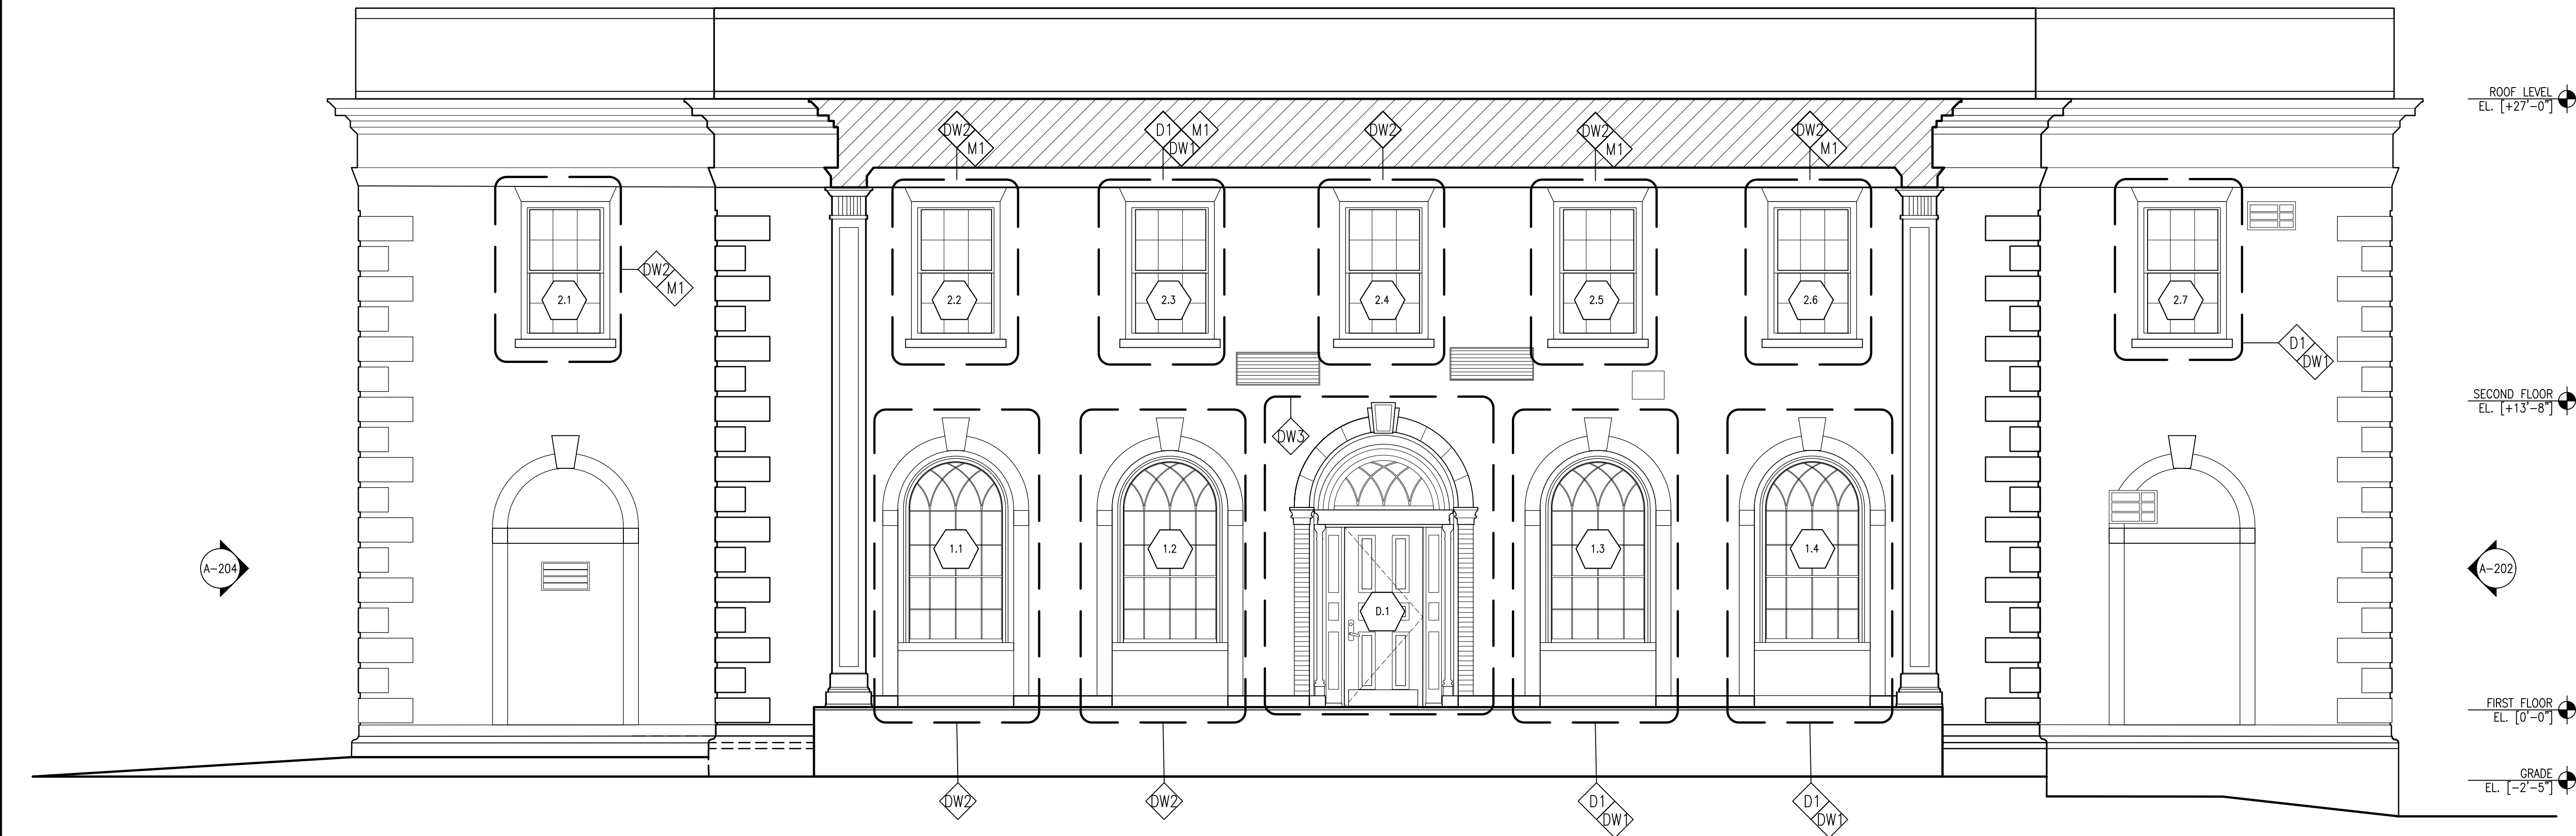 ROOF LEVEL
EL. [+27'-0"]
DW2
M1
D1
M1
DW1
DW2
DW2
M1
DW2
M1
DW2
M1
2.1
2.2
2.3
2.4
2.5
2.6
2.7
D1
DW1
SECOND FLOOR
EL. [+13'-8"]
DW3
A-204
1.1
1.2
D.1
1.3
1.4
A-202
FIRST FLOOR
EL. [0'-0"]
GRADE
EL. [-2'-5"]
DW2
DW2
D1
DW1
D1
DW1